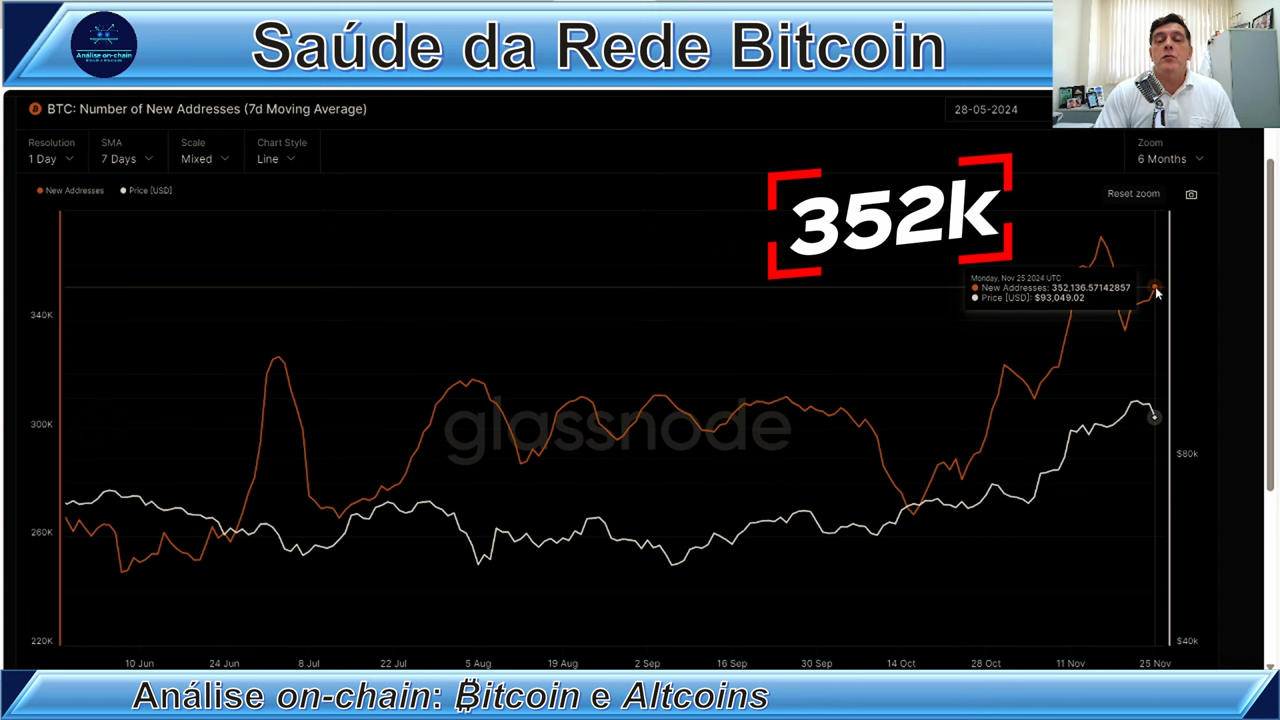 Saúde da Rede Bitcoin
Análise on-chain
BTC: Number of New Addresses (7d Moving Average)
28-05-2024
Resolution
1 Day
SMA
7 Days
Scale
Mixed
Chart Style
Line
Zoom
6 Months
New Addresses
Price [USD]
Reset zoom
352k
Monday, Nov 25 2024 UTC
New Addresses: 352,136.57142857
Price [USD]: $93,049.02
340K
300K
260K
220K
$80k
$40k
glassnode
10 Jun 24 Jun 8 Jul 22 Jul 5 Aug 19 Aug 2 Sep 16 Sep 30 Sep 14 Oct 28 Oct 11 Nov 25 Nov
Análise on-chain: ₿itcoin e Altcoins